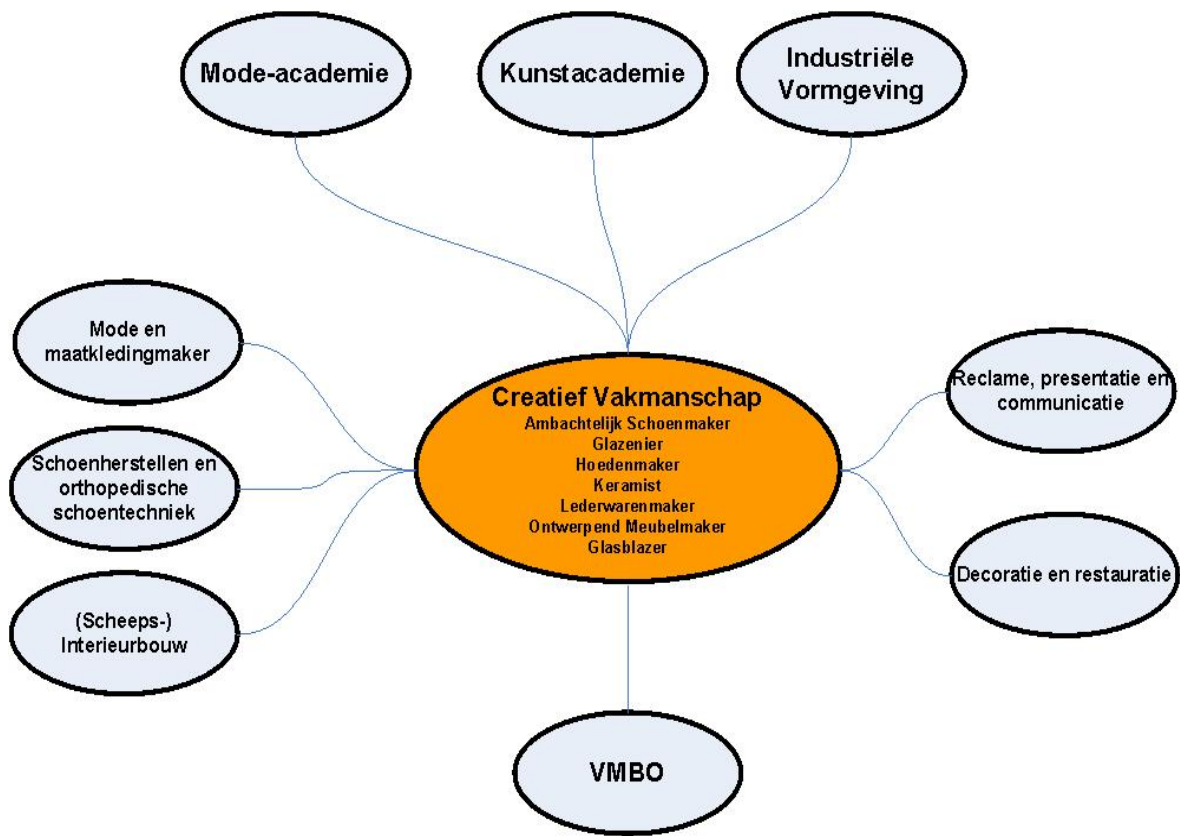 Mode-academie
Kunstacademie
Industriële
Vormgeving
Mode en
maatkledingmaker
Schoenherstellen en
orthopedische
schoentechniek
(Scheeps-)
Interieurbouw
Creatief Vakmanschap
Ambachtelijk Schoenmaker
Glazenier
Hoedenmaker
Keramist
Lederwarenmaker
Ontwerpend Meubelmaker
Glasblazer
Reclame, presentatie en
communicatie
Decoratie en restauratie
VMBO